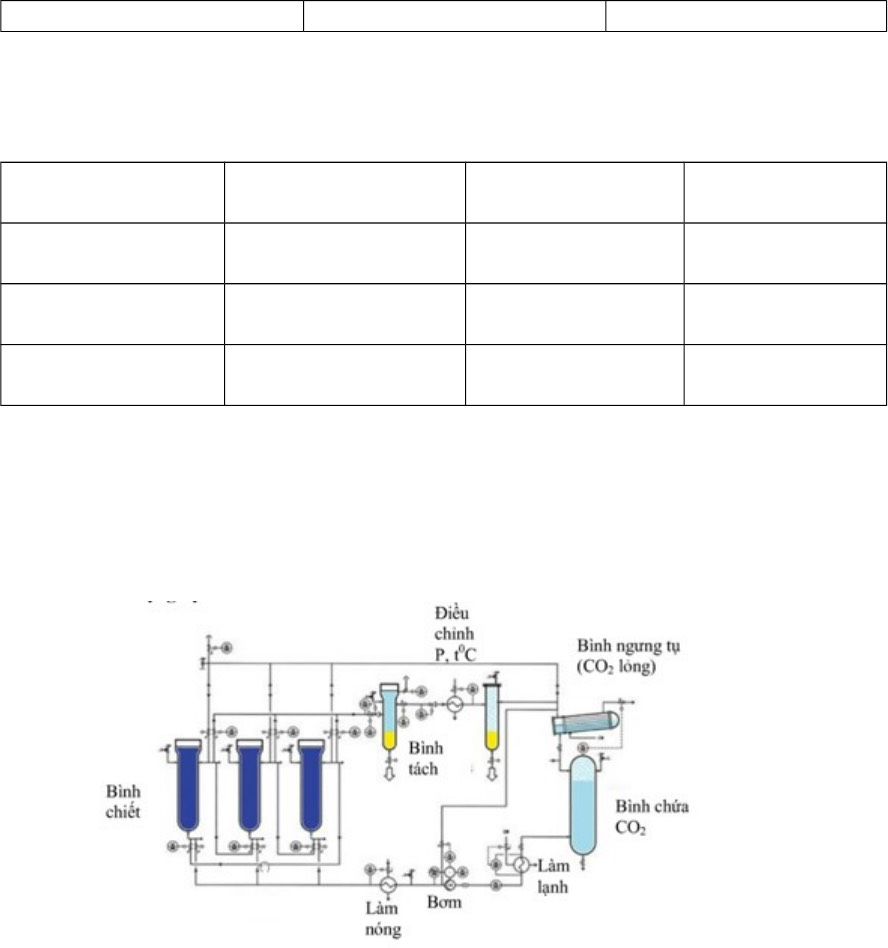 Điều
chỉnh
P, t⁰C
Bình ngưng tụ
(CO₂ lỏng)
Bình
tách
Bình
chiết
Bình chứa
CO₂
Làm
lạnh
Bơm
Làm
nóng